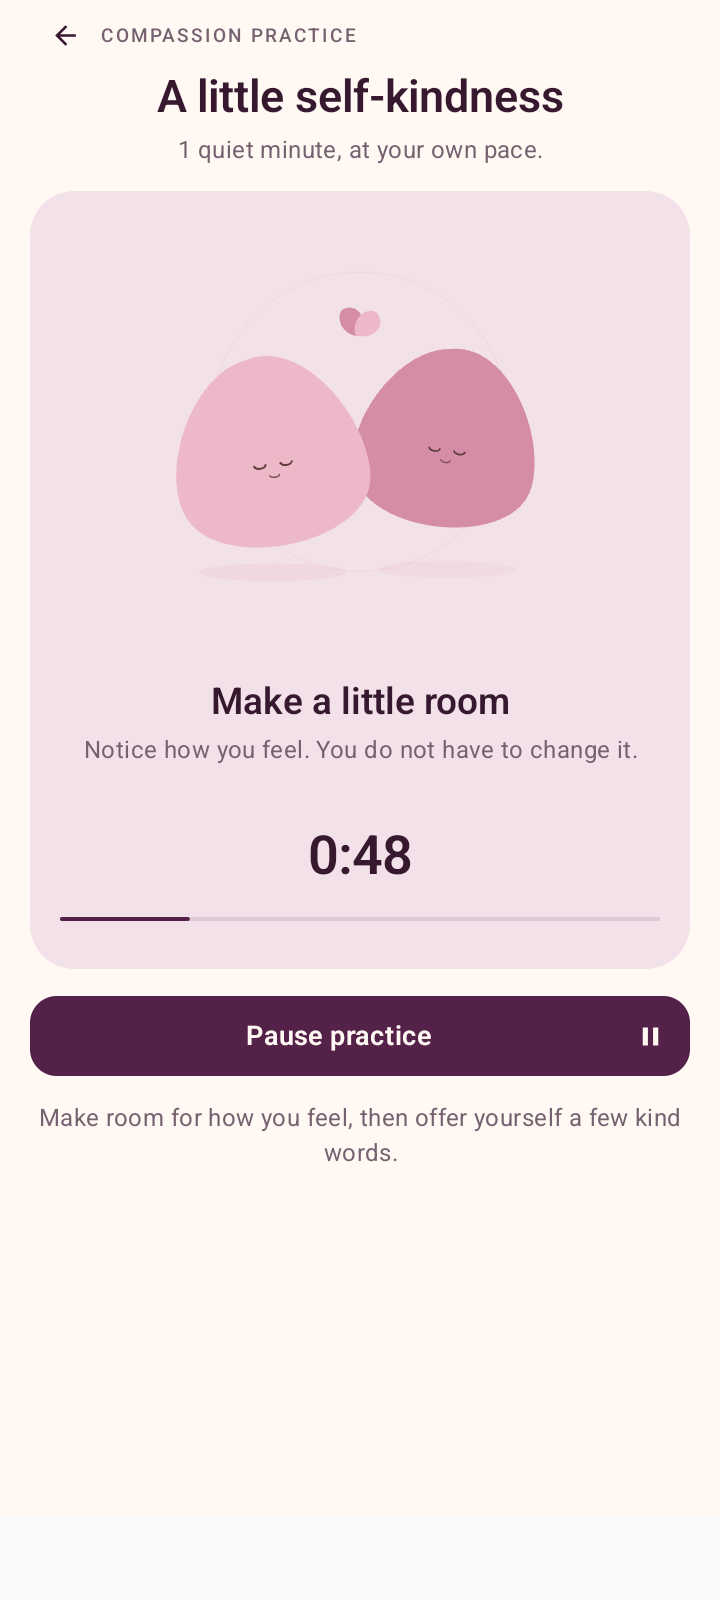 COMPASSION PRACTICE
A little self-kindness
1 quiet minute, at your own pace.
Make a little room
Notice how you feel. You do not have to change it.
0:48
Pause practice
Make room for how you feel, then offer yourself a few kind
words.